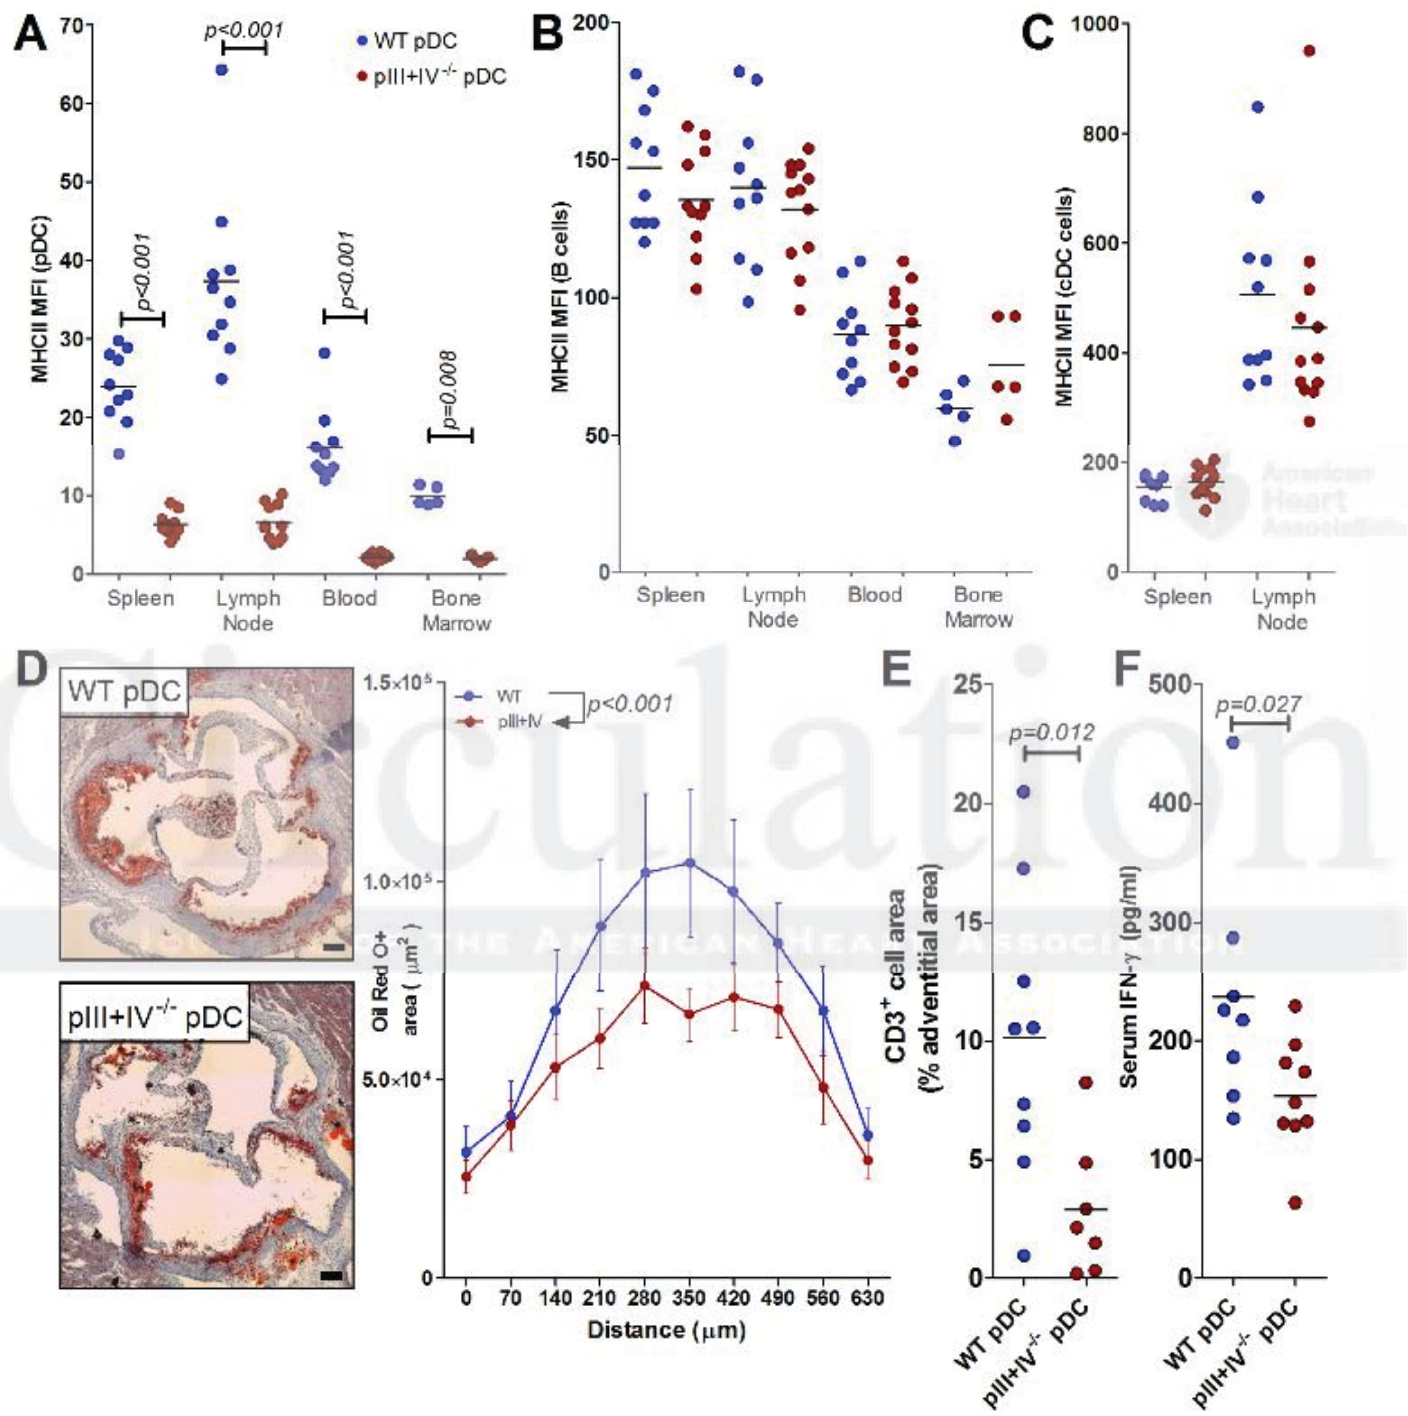 A
70
60
50
40
30
20
10
0
MHCII MFI (pDC)
p<0.001
p<0.001
p<0.001
p=0.008
WT pDC
pIII+IV-/- pDC
Spleen
Lymph
Node
Blood
Bone
Marrow
B
200
150
100
50
0
MHCII MFI (B cells)
Spleen
Lymph
Node
Blood
Bone
Marrow
C
1000
800
600
400
200
0
MHCII MFI (cDC cells)
Spleen
Lymph
Node
American
Heart
Association
Circulation
JOURNAL OF THE AMERICAN HEART ASSOCIATION
D
WT pDC
pIII+IV-/- pDC
1.5×10⁵
1.0×10⁵
5.0×10⁴
0
Oil Red O+
area ( μm² )
WT
pIII+IV
p<0.001
0 70 140 210 280 350 420 490 560 630
Distance (μm)
E
25
20
15
10
5
0
CD3⁺ cell area
(% adventitial area)
p=0.012
WT pDC
pIII+IV-/- pDC
F
500
400
300
200
100
0
Serum IFN-γ (pg/ml)
p=0.027
WT pDC
pIII+IV-/- pDC